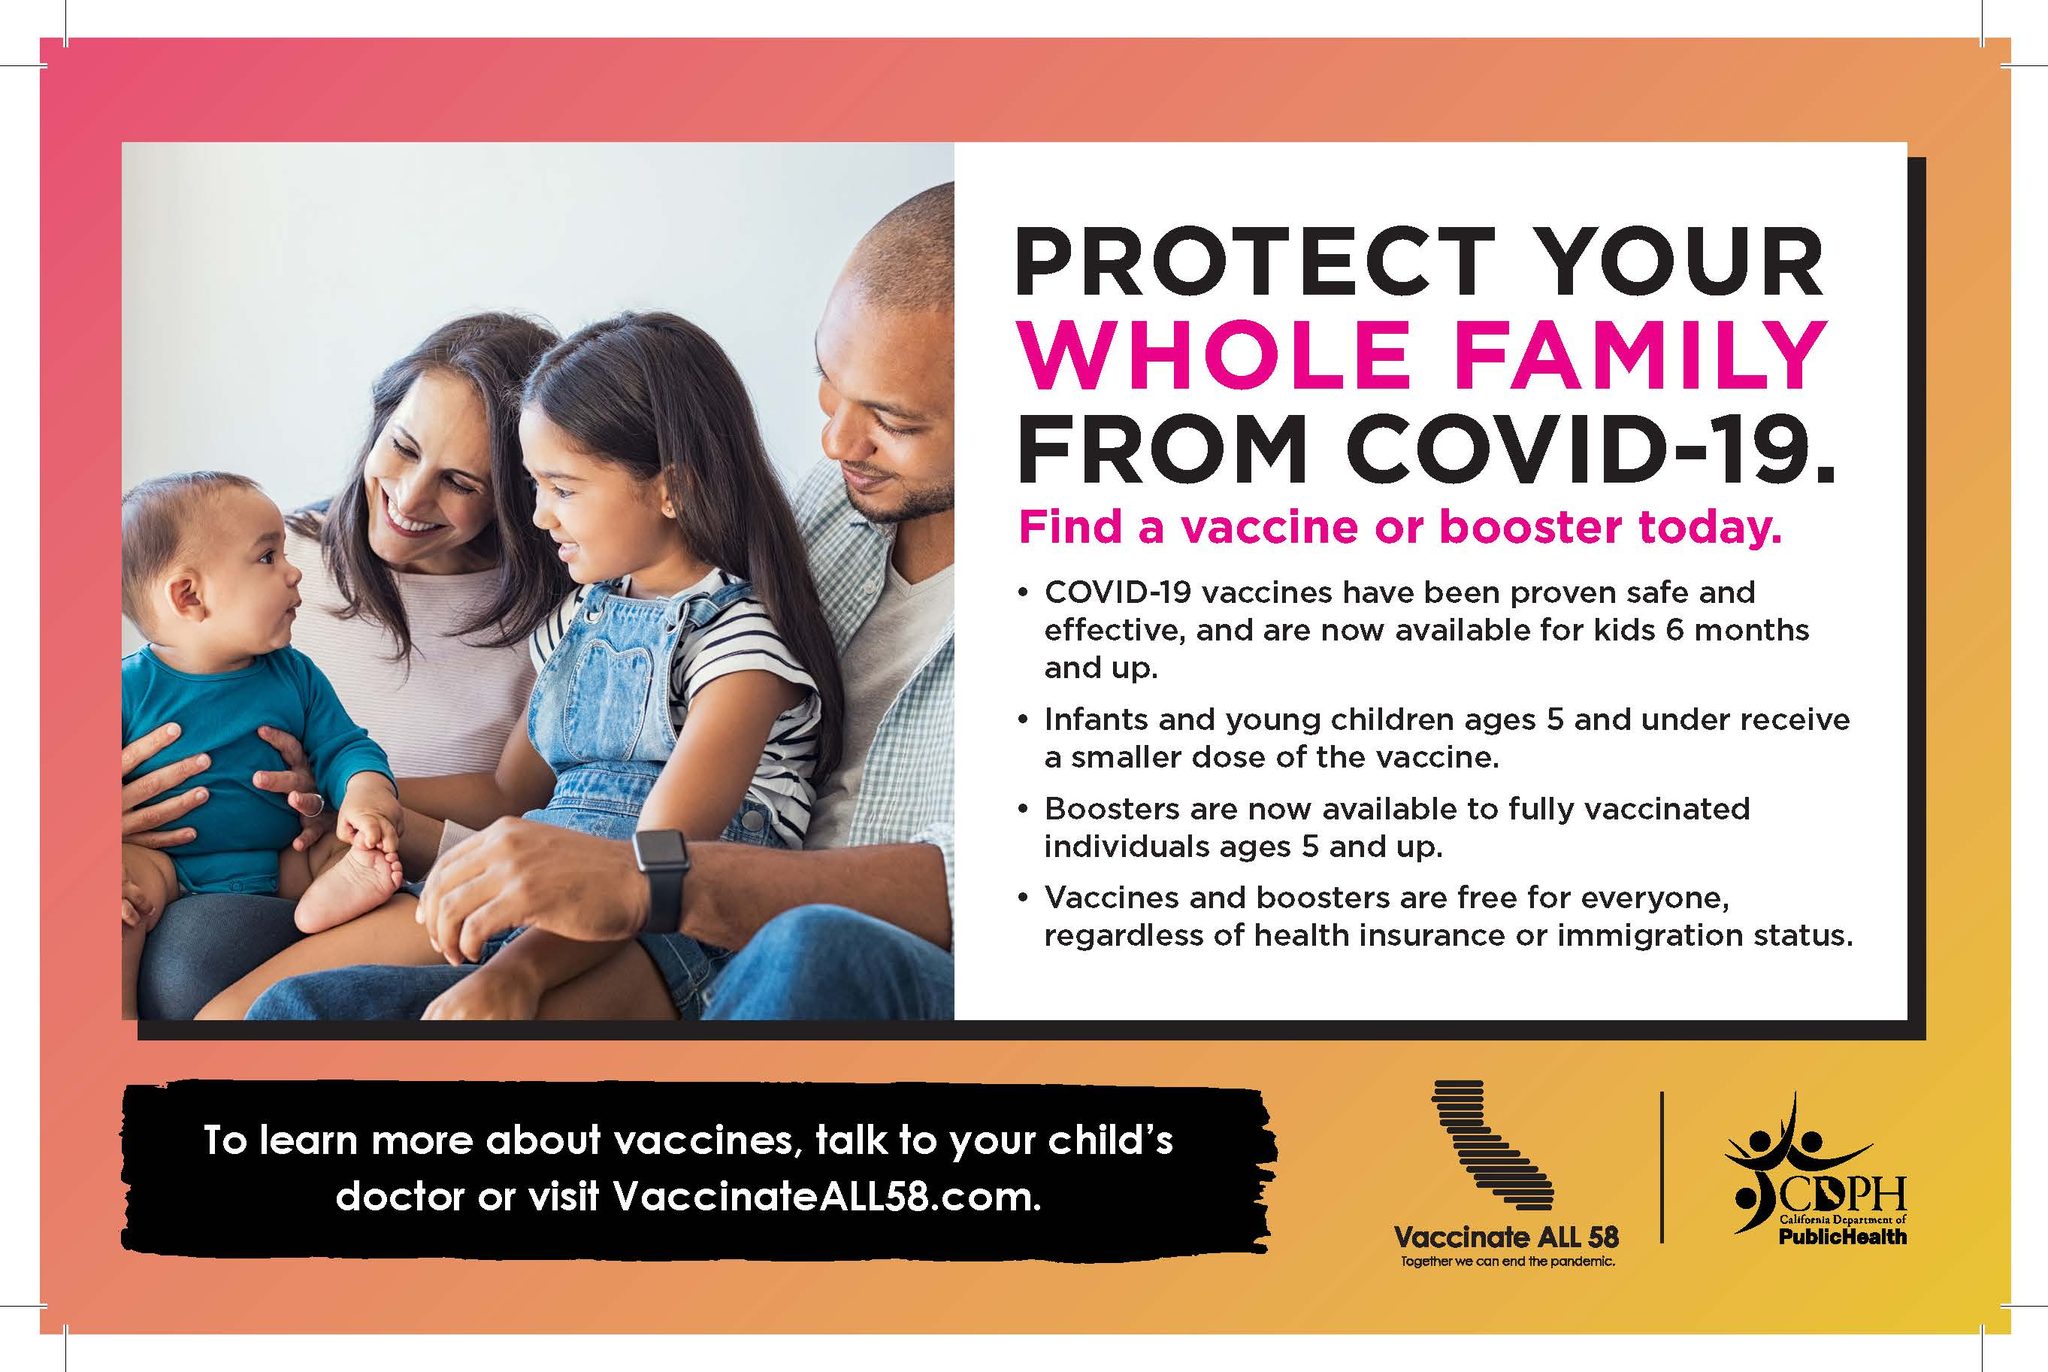 PROTECT YOUR
WHOLE FAMILY
FROM COVID-19.
Find a vaccine or booster today.
• COVID-19 vaccines have been proven safe and
effective, and are now available for kids 6 months
and up.
• Infants and young children ages 5 and under receive
a smaller dose of the vaccine.
• Boosters are now available to fully vaccinated
individuals ages 5 and up.
• Vaccines and boosters are free for everyone,
regardless of health insurance or immigration status.
To learn more about vaccines, talk to your child's
doctor or visit VaccinateALL58.com.
Vaccinate ALL 58
Together we can end the pandemic.
CDPH
California Department of
PublicHealth